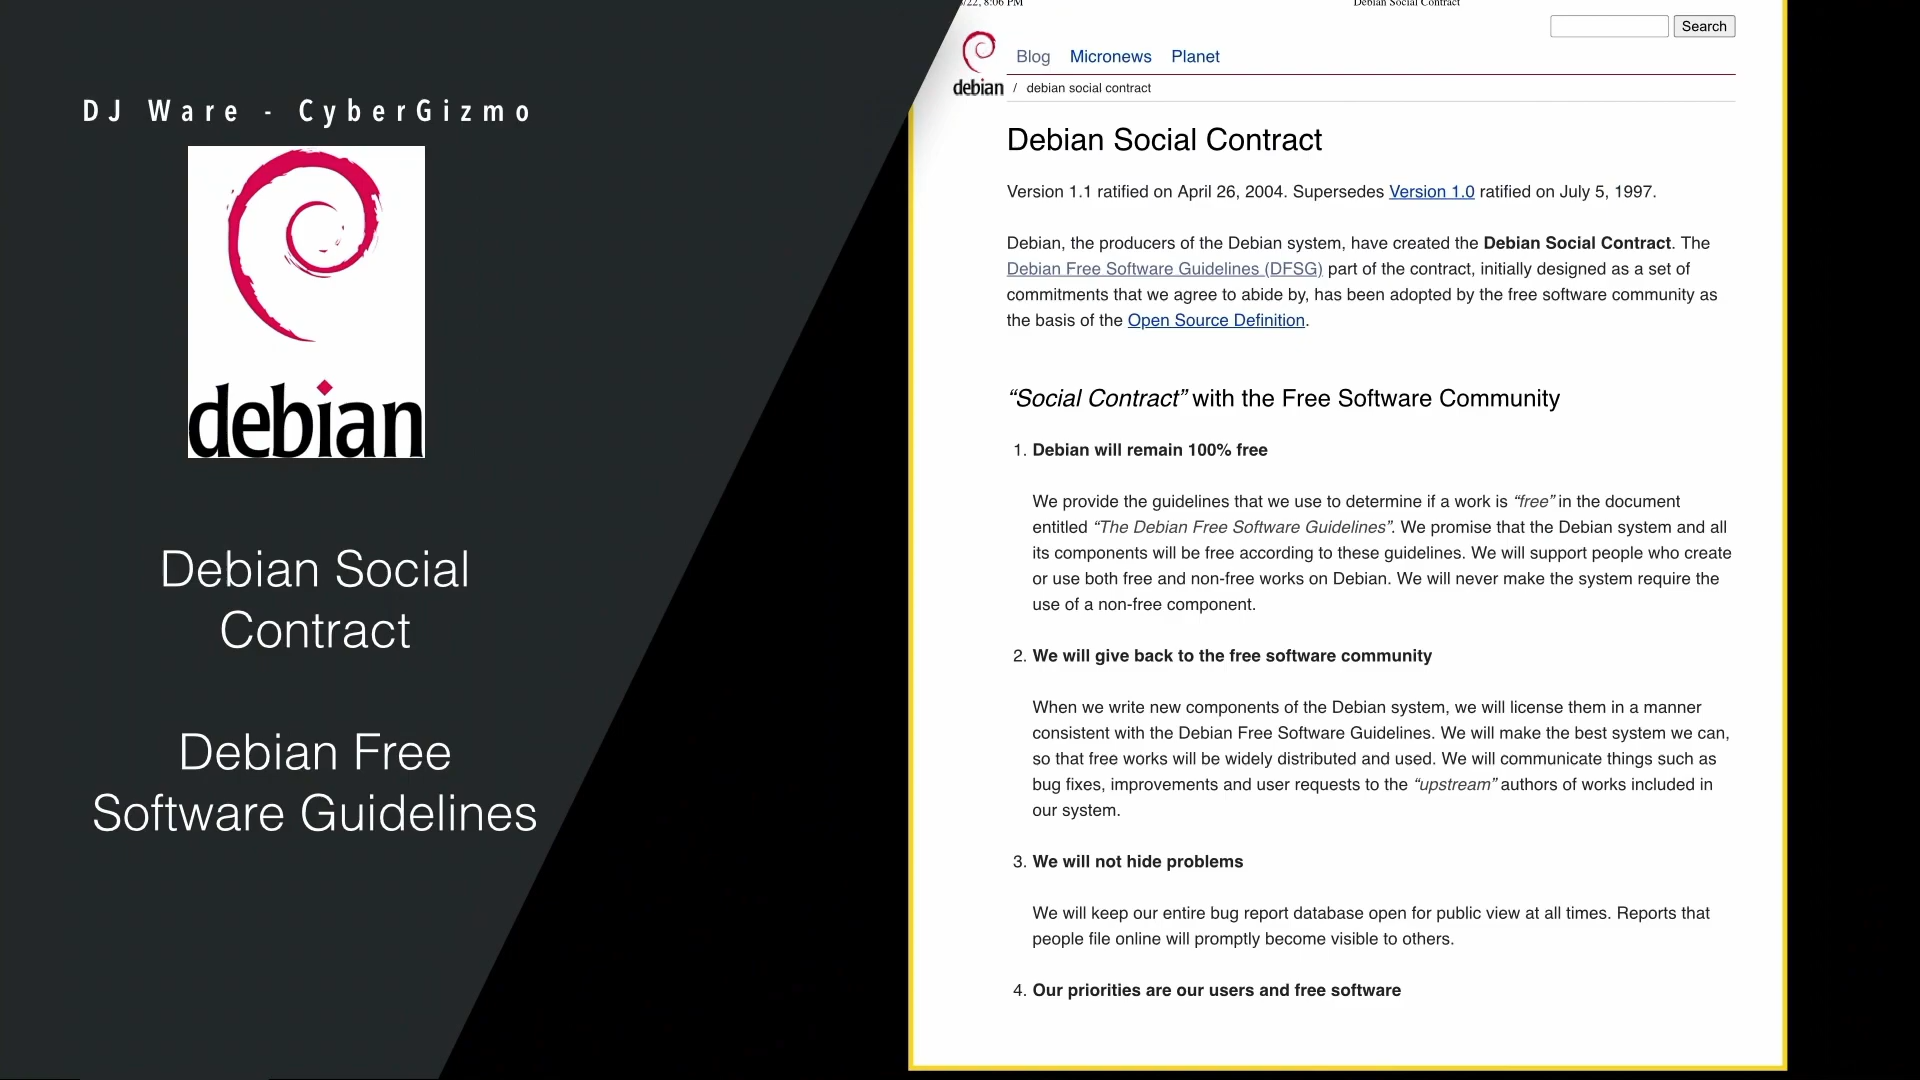 DJ Ware - CyberGizmo
debian
Debian Social
Contract
Debian Free
Software Guidelines
/22, 8:06 PM
Debian Social Contract
Search
Blog
Micronews
Planet
debian
/ debian social contract
Debian Social Contract
Version 1.1 ratified on April 26, 2004. Supersedes Version 1.0 ratified on July 5, 1997.
Debian, the producers of the Debian system, have created the Debian Social Contract. The
Debian Free Software Guidelines (DFSG) part of the contract, initially designed as a set of
commitments that we agree to abide by, has been adopted by the free software community as
the basis of the Open Source Definition.
“Social Contract” with the Free Software Community
1. Debian will remain 100% free
We provide the guidelines that we use to determine if a work is “free” in the document
entitled “The Debian Free Software Guidelines”. We promise that the Debian system and all
its components will be free according to these guidelines. We will support people who create
or use both free and non-free works on Debian. We will never make the system require the
use of a non-free component.
2. We will give back to the free software community
When we write new components of the Debian system, we will license them in a manner
consistent with the Debian Free Software Guidelines. We will make the best system we can,
so that free works will be widely distributed and used. We will communicate things such as
bug fixes, improvements and user requests to the “upstream” authors of works included in
our system.
3. We will not hide problems
We will keep our entire bug report database open for public view at all times. Reports that
people file online will promptly become visible to others.
4. Our priorities are our users and free software